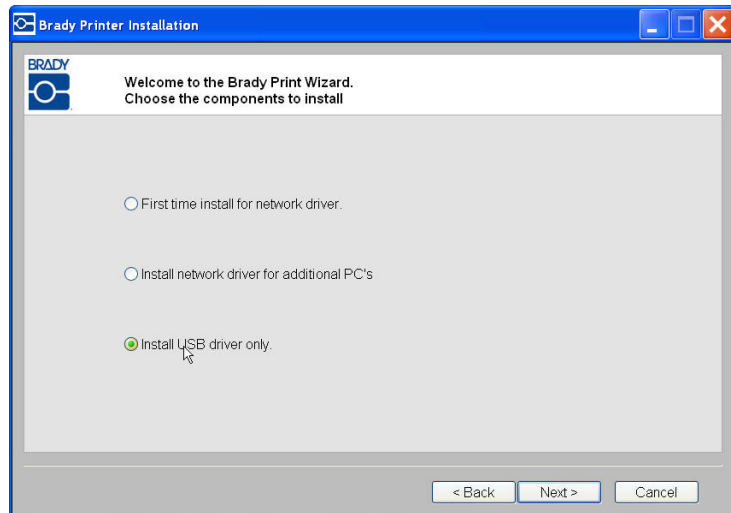 Brady Printer Installation
BRADY
Welcome to the Brady Print Wizard.
Choose the components to install
First time install for network driver.
Install network driver for additional PC's
Install USB driver only.
< Back
Next >
Cancel